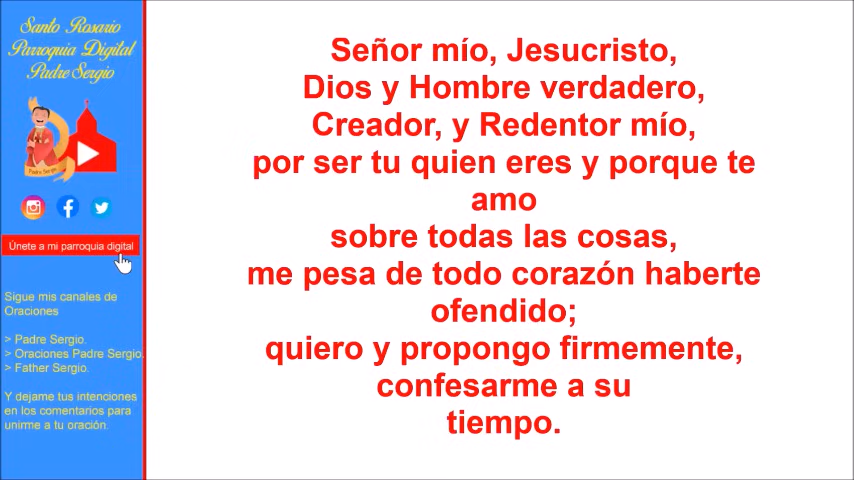 Santo Rosario
Parroquia Digital
Padre Sergio
Padre Sergio
Únete a mi parroquia digital
Sigue mis canales de
Oraciones
> Padre Sergio.
> Oraciones Padre Sergio.
> Father Sergio.
Y dejame tus intenciones
en los comentarios para
unirme a tu oración.
Señor mío, Jesucristo,
Dios y Hombre verdadero,
Creador, y Redentor mío,
por ser tu quien eres y porque te
amo
sobre todas las cosas,
me pesa de todo corazón haberte
ofendido;
quiero y propongo firmemente,
confesarme a su
tiempo.